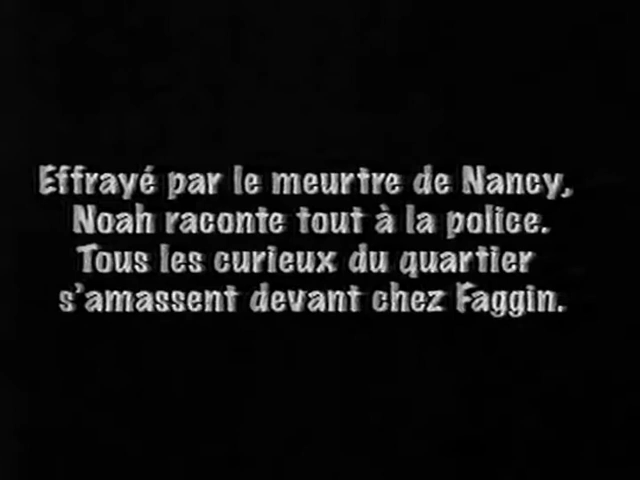 Effrayé par le meurtre de Nancy,
Noah raconte tout à la police.
Tous les curieux du quartier
s'amassent devant chez Faggin.